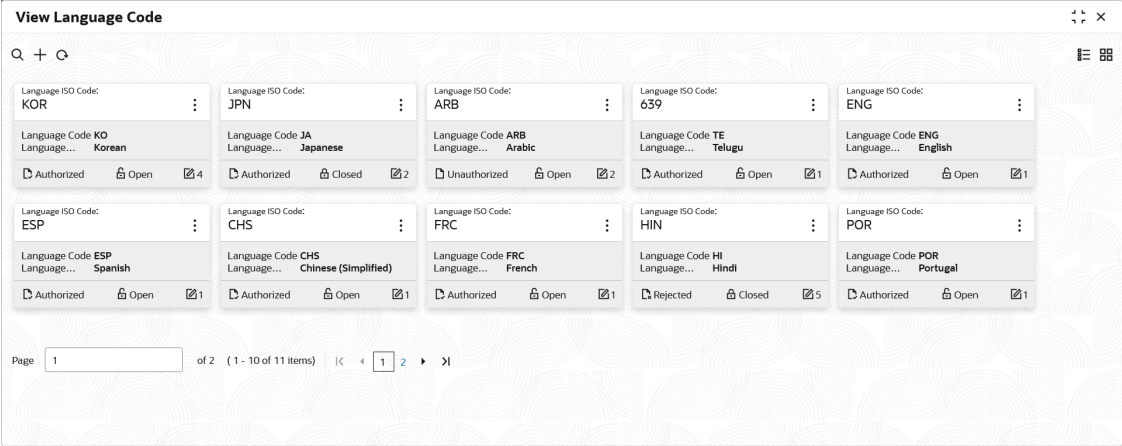 View Language Code
Language ISO Code:
KOR
Language Code KO
Language... Korean
Authorized Open 4
Language ISO Code:
JPN
Language Code JA
Language... Japanese
Authorized Closed 2
Language ISO Code:
ARB
Language Code ARB
Language... Arabic
Unauthorized Open 2
Language ISO Code:
639
Language Code TE
Language... Telugu
Authorized Open 1
Language ISO Code:
ENG
Language Code ENG
Language... English
Authorized Open 1
Language ISO Code:
ESP
Language Code ESP
Language... Spanish
Authorized Open 1
Language ISO Code:
CHS
Language Code CHS
Language... Chinese (Simplified)
Authorized Open 1
Language ISO Code:
FRC
Language Code FRC
Language... French
Authorized Open 1
Language ISO Code:
HIN
Language Code HI
Language... Hindi
Rejected Closed 5
Language ISO Code:
POR
Language Code POR
Language... Portugal
Authorized Open 1
Page 1 of 2 (1 - 10 of 11 items) 1 2